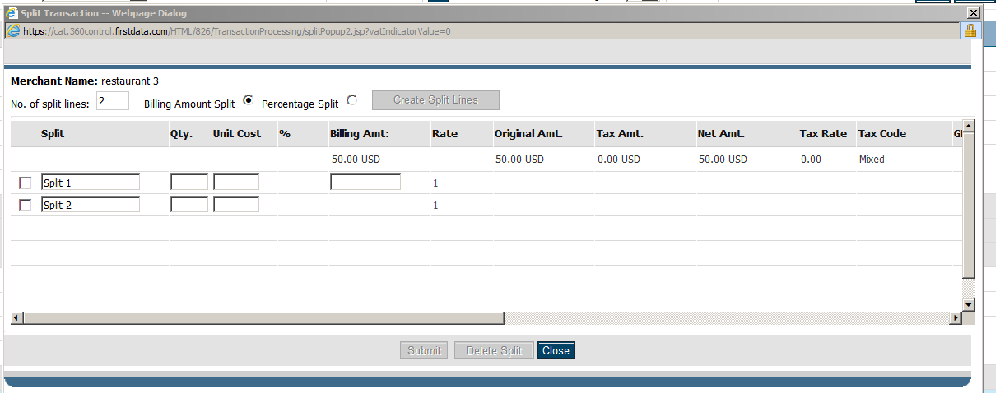 Split Transaction -- Webpage Dialog
https://cat.360control.firstdata.com/HTML/826/TransactionProcessing/splitPopup2.jsp?vatIndicatorValue=0
Merchant Name: restaurant 3
No. of split lines: 2 Billing Amount Split Percentage Split Create Split Lines
Split Qty. Unit Cost % Billing Amt: Rate Original Amt. Tax Amt. Net Amt. Tax Rate Tax Code
50.00 USD 50.00 USD 0.00 USD 50.00 USD 0.00 Mixed
Split 1 1
Split 2 1
Submit Delete Split Close